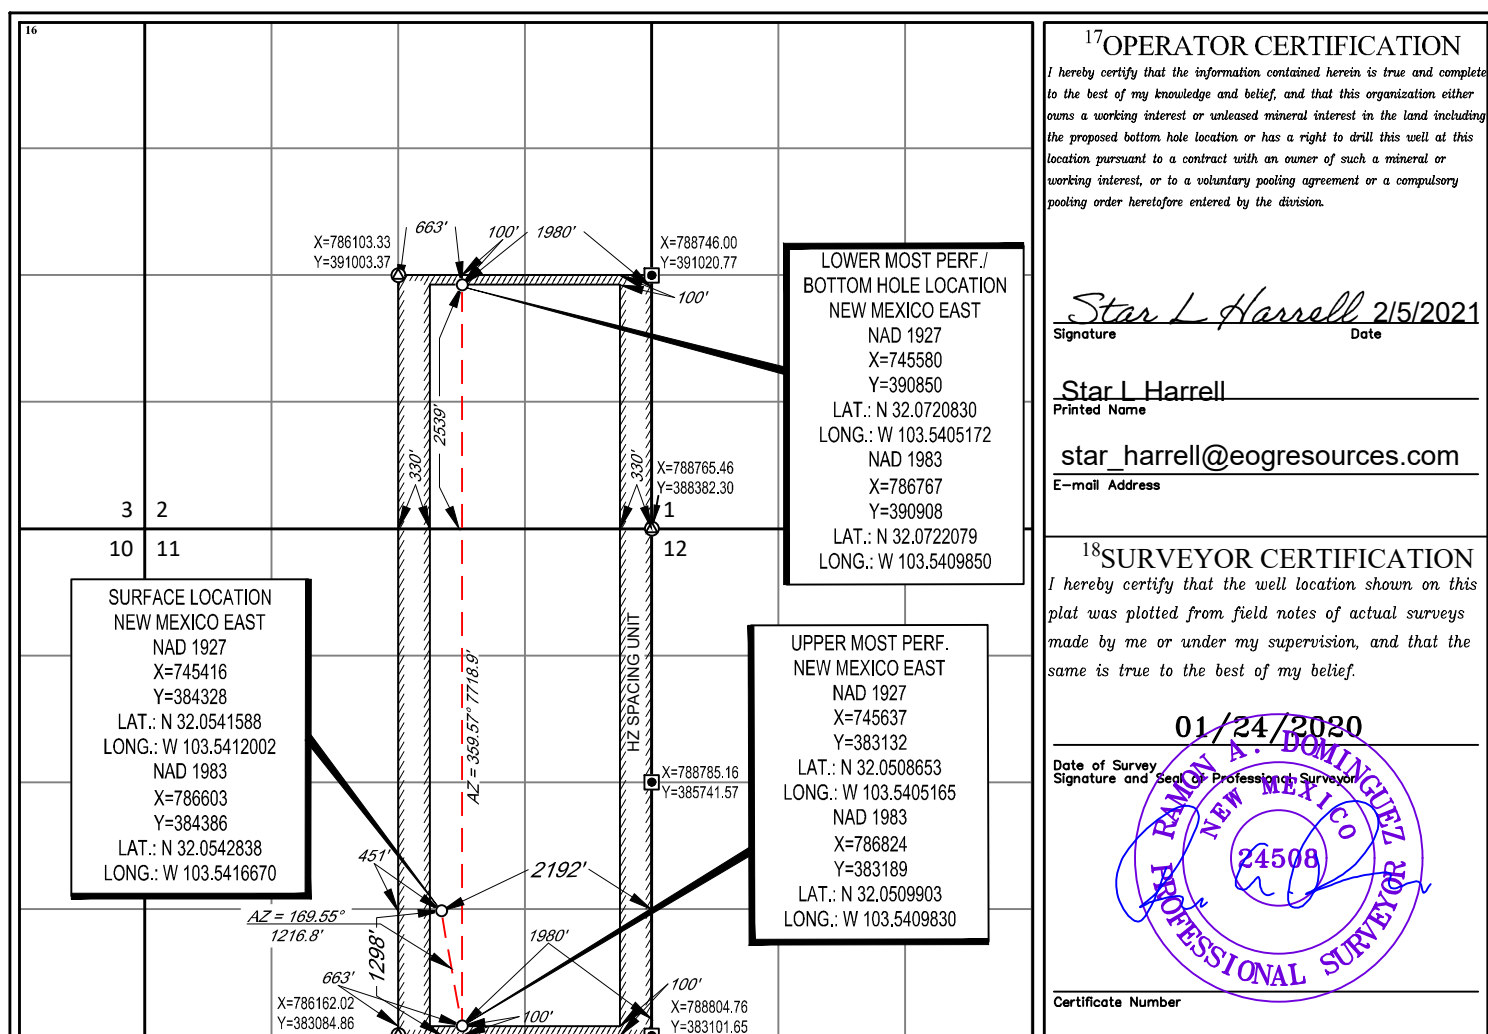 16
663'
100'
1980'
X=786103.33
Y=391003.37
X=788746.00
Y=391020.77
100'
2539'
330'
330'
X=788765.46
Y=388382.30
3 2
1
10 11
12
LOWER MOST PERF./
BOTTOM HOLE LOCATION
NEW MEXICO EAST
NAD 1927
X=745580
Y=390850
LAT.: N 32.0720830
LONG.: W 103.5405172
NAD 1983
X=786767
Y=390908
LAT.: N 32.0722079
LONG.: W 103.5409850
SURFACE LOCATION
NEW MEXICO EAST
NAD 1927
X=745416
Y=384328
LAT.: N 32.0541588
LONG.: W 103.5412002
NAD 1983
X=786603
Y=384386
LAT.: N 32.0542838
LONG.: W 103.5416670
AZ = 359.57° 7718.9'
HZ SPACING UNIT
UPPER MOST PERF.
NEW MEXICO EAST
NAD 1927
X=745637
Y=383132
LAT.: N 32.0508653
LONG.: W 103.5405165
NAD 1983
X=786824
Y=383189
LAT.: N 32.0509903
LONG.: W 103.5409830
X=788785.16
Y=385741.57
451'
2192'
AZ = 169.55°
1216.8'
1298'
1980'
663'
100'
X=786162.02
Y=383084.86
100'
X=788804.76
Y=383101.65
17 OPERATOR CERTIFICATION
I hereby certify that the information contained herein is true and complete
to the best of my knowledge and belief, and that this organization either
owns a working interest or unleased mineral interest in the land including
the proposed bottom hole location or has a right to drill this well at this
location pursuant to a contract with an owner of such a mineral or
working interest, or to a voluntary pooling agreement or a compulsory
pooling order heretofore entered by the division.
Star L Harrell 2/5/2021
Signature Date
Star L Harrell
Printed Name
star_harrell@eogresources.com
E-mail Address
18 SURVEYOR CERTIFICATION
I hereby certify that the well location shown on this
plat was plotted from field notes of actual surveys
made by me or under my supervision, and that the
same is true to the best of my belief.
01/24/2020
Date of Survey
Signature and Seal of Professional Surveyor
RAMON A. DOMINGUEZ
NEW MEXICO
24508
PROFESSIONAL SURVEYOR
Certificate Number